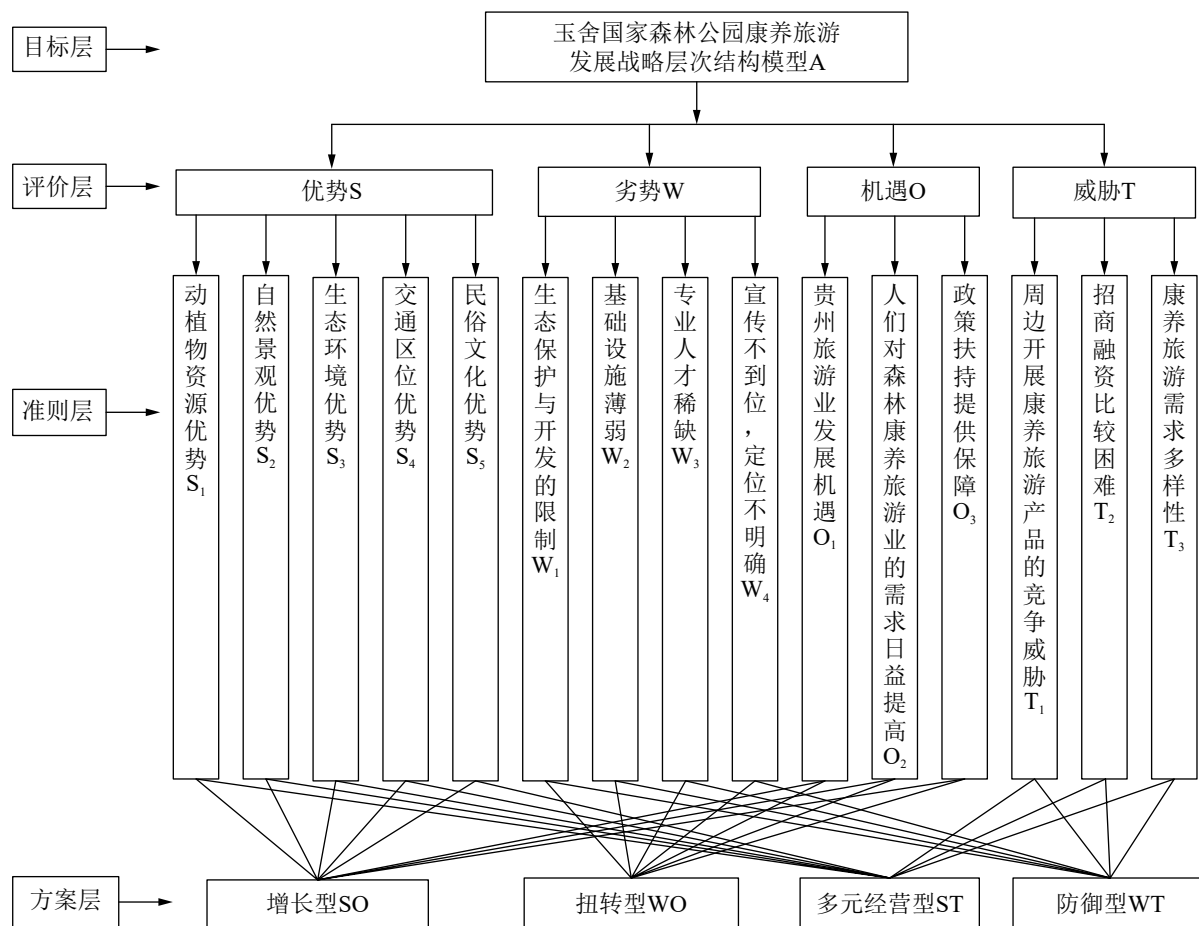 目标层
玉舍国家森林公园康养旅游
发展战略层次结构模型A
评价层
优势S
劣势W
机遇O
威胁T
准则层
动植物资源优势S₁
自然景观优势S₂
生态环境优势S₃
交通区位优势S₄
民俗文化优势S₅
生态保护与开发的限制W₁
基础设施薄弱W₂
专业人才稀缺W₃
宣传不到位，定位不明确W₄
贵州旅游业发展机遇O₁
人们对森林康养旅游业的需求日益提高O₂
政策扶持提供保障O₃
周边开展康养旅游产品的竞争威胁T₁
招商融资比较困难T₂
康养旅游需求多样性T₃
方案层
增长型SO
扭转型WO
多元经营型ST
防御型WT